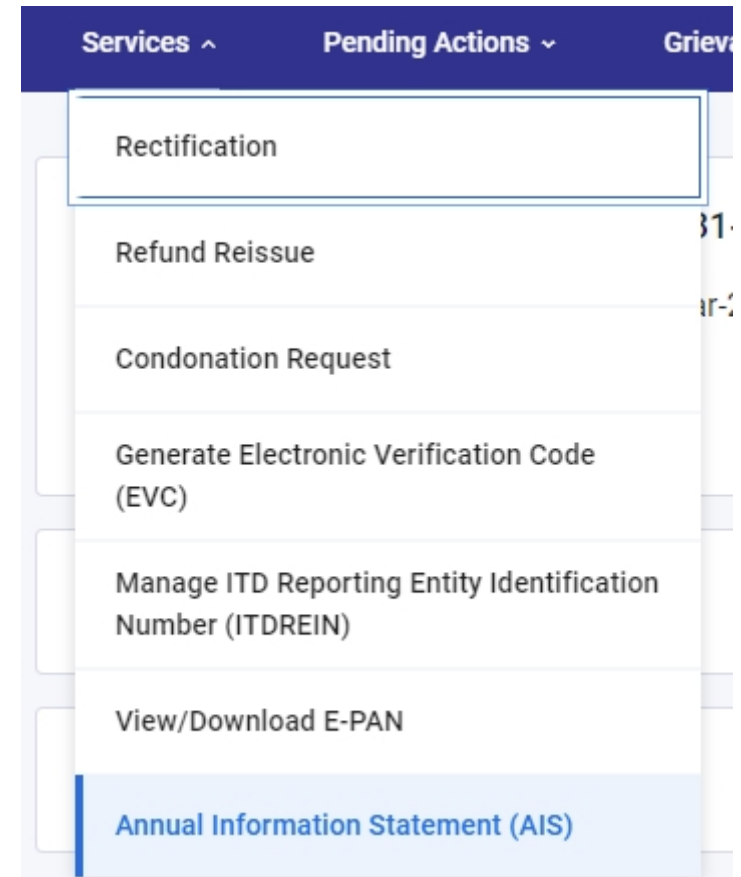 Services Pending Actions Grieva
Rectification
Refund Reissue
Condonation Request
Generate Electronic Verification Code
(EVC)
Manage ITD Reporting Entity Identification
Number (ITDREIN)
View/Download E-PAN
Annual Information Statement (AIS)